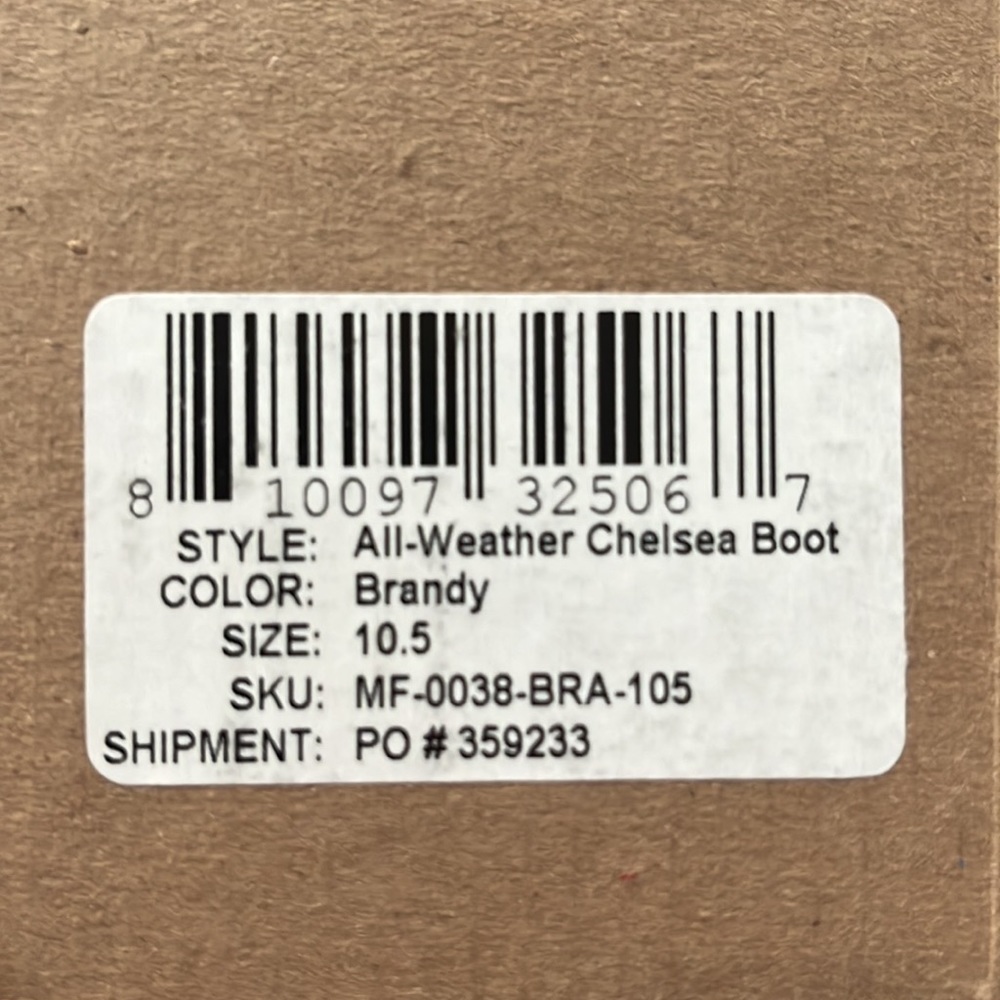 8 10097 32506 7
STYLE: All-Weather Chelsea Boot
COLOR: Brandy
SIZE: 10.5
SKU: MF-0038-BRA-105
SHIPMENT: PO # 359233